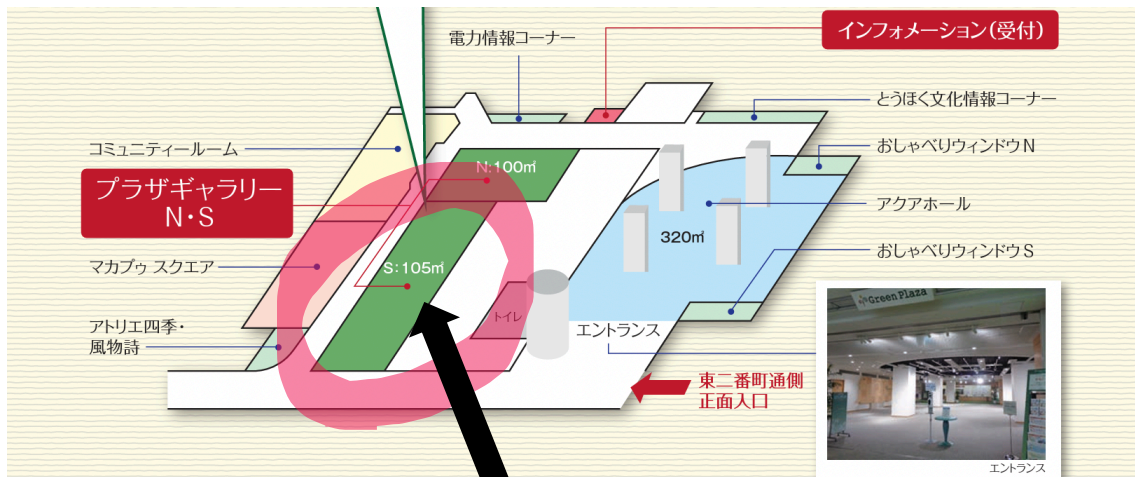 電力情報コーナー
インフォメーション(受付)
とうほく文化情報コーナー
コミュニティールーム
おしゃべりウィンドウN
N:100㎡
プラザギャラリー
N・S
アクアホール
320㎡
おしゃべりウィンドウS
マカプゥ スクエア
S:105㎡
Green Plaza
トイレ
エントランス
アトリエ四季・
風物詩
東二番町通側
正面入口
エントランス